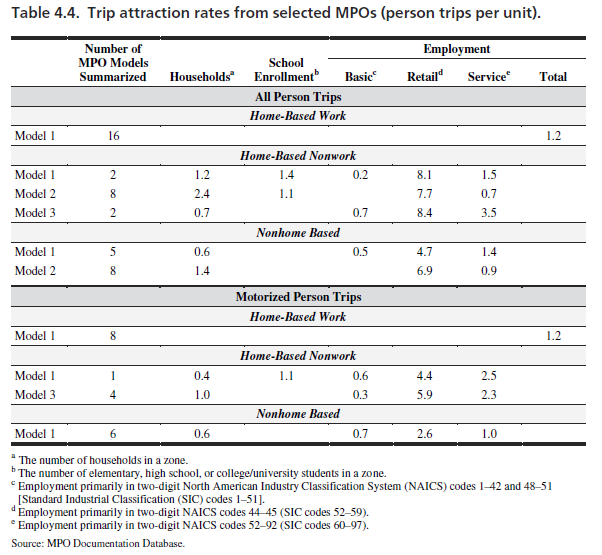 Table 4.4. Trip attraction rates from selected MPOs (person trips per unit).
Number of MPO Models Summarized Householdsᵃ School Enrollmentᵇ Employment
Basicᶜ Retailᵈ Serviceᵉ Total
All Person Trips
Home-Based Work
Model 1 16 1.2
Home-Based Nonwork
Model 1 2 1.2 1.4 0.2 8.1 1.5
Model 2 8 2.4 1.1 7.7 0.7
Model 3 2 0.7 0.7 8.4 3.5
Nonhome Based
Model 1 5 0.6 0.5 4.7 1.4
Model 2 8 1.4 6.9 0.9
Motorized Person Trips
Home-Based Work
Model 1 8 1.2
Home-Based Nonwork
Model 1 1 0.4 1.1 0.6 4.4 2.5
Model 3 4 1.0 0.3 5.9 2.3
Nonhome Based
Model 1 6 0.6 0.7 2.6 1.0
ᵃ The number of households in a zone.
ᵇ The number of elementary, high school, or college/university students in a zone.
ᶜ Employment primarily in two-digit North American Industry Classification System (NAICS) codes 1–42 and 48–51
[Standard Industrial Classification (SIC) codes 1–51].
ᵈ Employment primarily in two-digit NAICS codes 44–45 (SIC codes 52–59).
ᵉ Employment primarily in two-digit NAICS codes 52–92 (SIC codes 60–97).
Source: MPO Documentation Database.